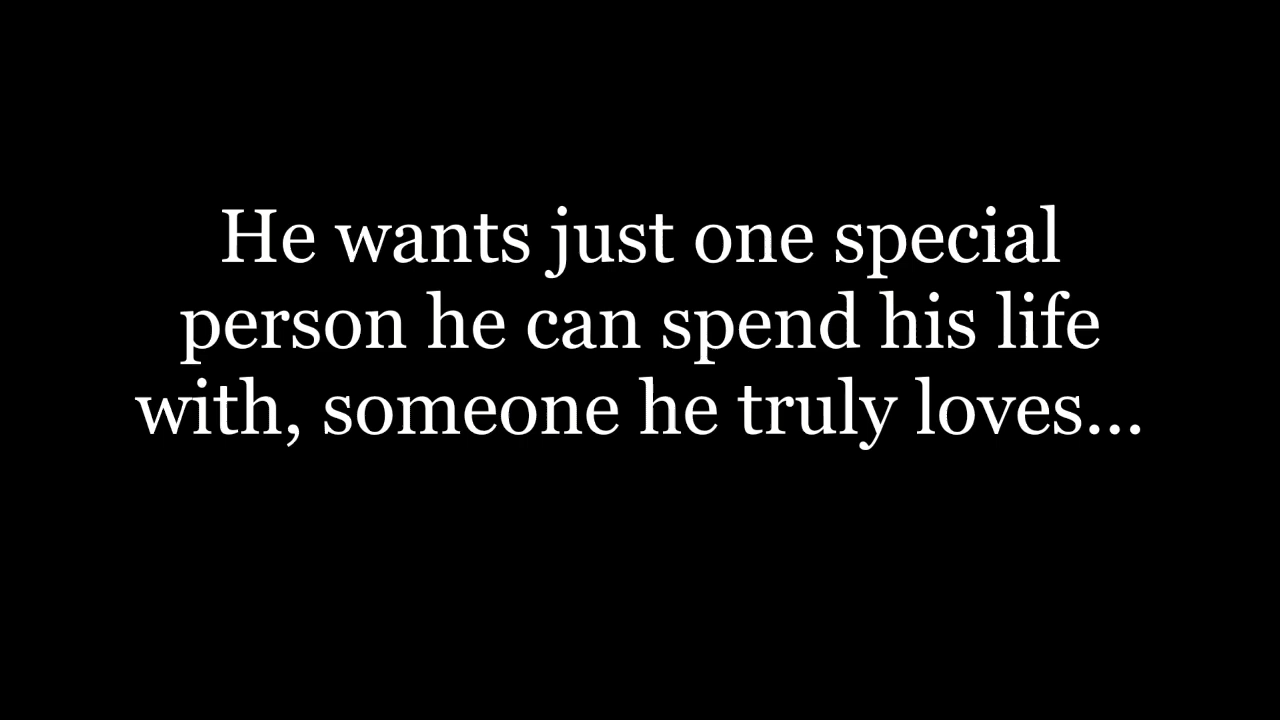 He wants just one special
person he can spend his life
with, someone he truly loves...